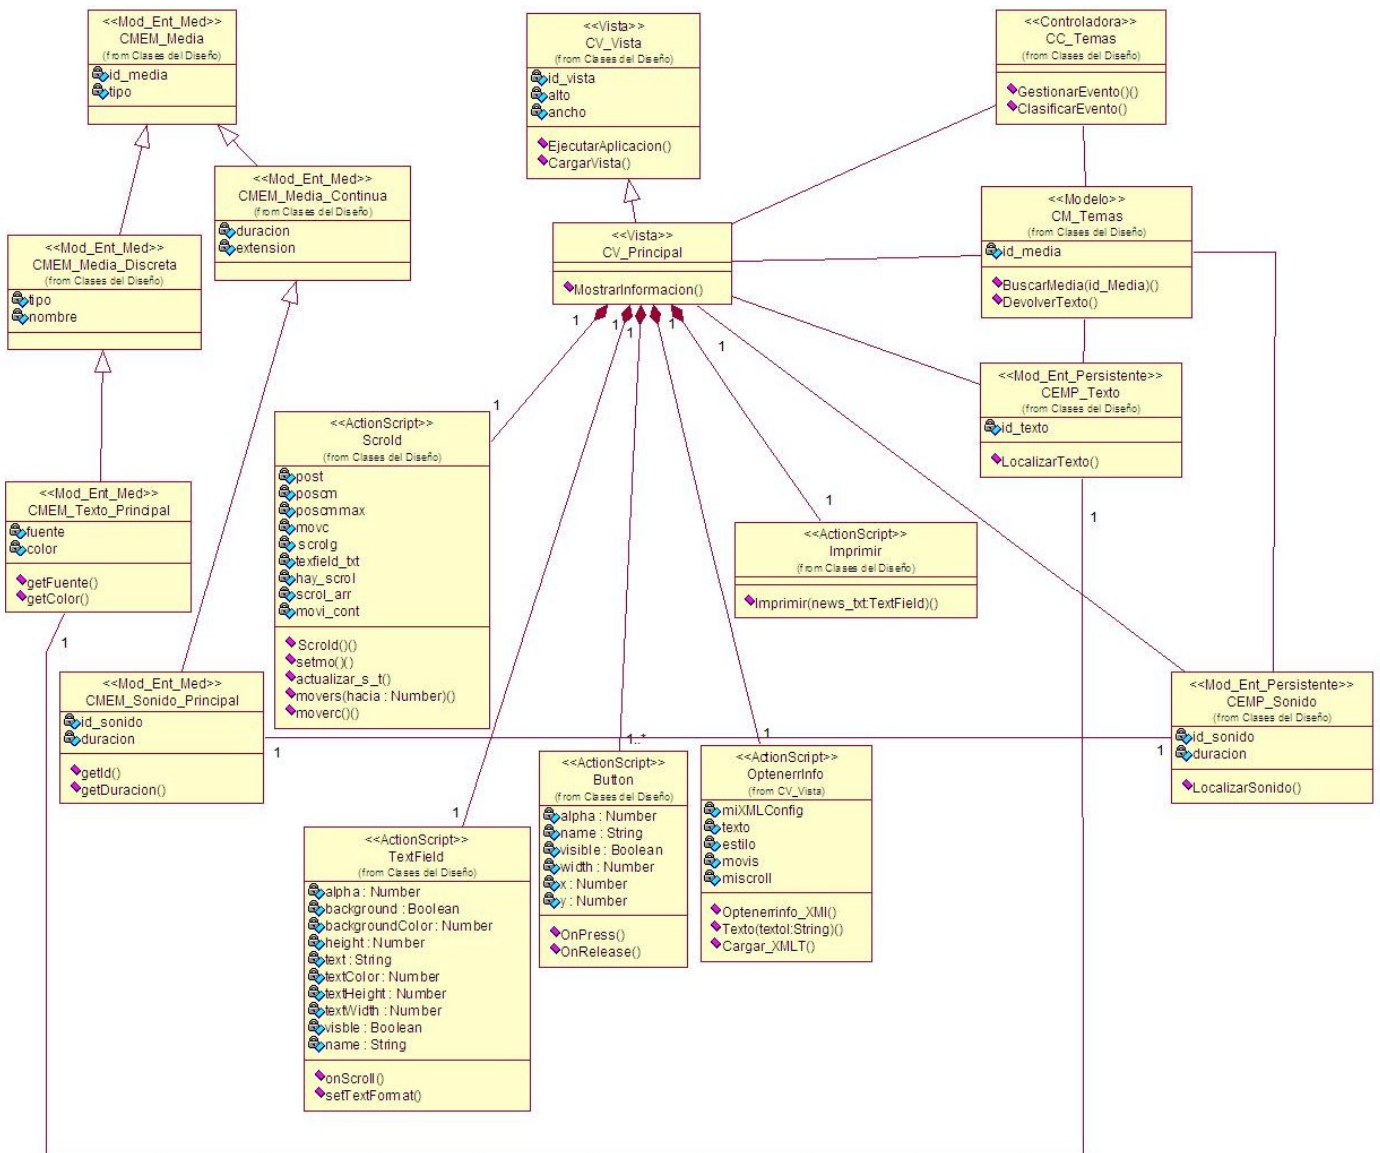 <<Mod_Ent_Med>>
CMEM_Media
(from Clases del Diseño)
id_media
tipo
<<Vista>>
CV_Vista
(from Clases del Diseño)
id_vista
alto
ancho
EjecutarAplicacion()
CargarVista()
<<Controladora>>
CC_Temas
(from Clases del Diseño)
GestionarEvento()()
ClasificarEvento()
<<Mod_Ent_Med>>
CMEM_Media_Continua
(from Clases del Diseño)
duracion
extension
<<Mod_Ent_Med>>
CMEM_Media_Discreta
(from Clases del Diseño)
tipo
nombre
<<Vista>>
CV_Principal
MostrarInformacion()
<<Modelo>>
CM_Temas
(from Clases del Diseño)
id_media
BuscarMedia(id_Media)()
DevolverTexto()
1
1
1
1
1
1
<<Mod_Ent_Persistente>>
CEMP_Texto
(from Clases del Diseño)
id_texto
LocalizarTexto()
1
1
<<ActionScript>>
Scrold
(from Clases del Diseño)
post
poscm
poscmmax
movc
scrolg
texfield_txt
hay_scrol
scrol_arr
movi_cont
Scrold()()
setmo()()
actualizar_s_t()
movers(hacia : Number)()
moverc()()
<<Mod_Ent_Med>>
CMEM_Texto_Principal
fuente
color
getFuente()
getColor()
1
1
<<ActionScript>>
Imprimir
(from Clases del Diseño)
Imprimir(news_txt:TextField)()
<<Mod_Ent_Med>>
CMEM_Sonido_Principal
id_sonido
duracion
getId()
getDuracion()
1
1
<<Mod_Ent_Persistente>>
CEMP_Sonido
(from Clases del Diseño)
id_sonido
duracion
LocalizarSonido()
1..*
<<ActionScript>>
Button
(from Clases del Diseño)
alpha : Number
name : String
visible : Boolean
width : Number
x : Number
y : Number
OnPress()
OnRelease()
1
<<ActionScript>>
OptenerrInfo
(from CV_Vista)
miXMLConfig
texto
estilo
movis
miscroll
Optenerrinfo_XMl()
Texto(textol:String)()
Cargar_XMLT()
1
<<ActionScript>>
TextField
(from Clases del Diseño)
alpha : Number
background : Boolean
backgroundColor : Number
height : Number
text : String
textColor : Number
textHeight : Number
textWidth : Number
visble : Boolean
name : String
onScroll()
setTextFormat()